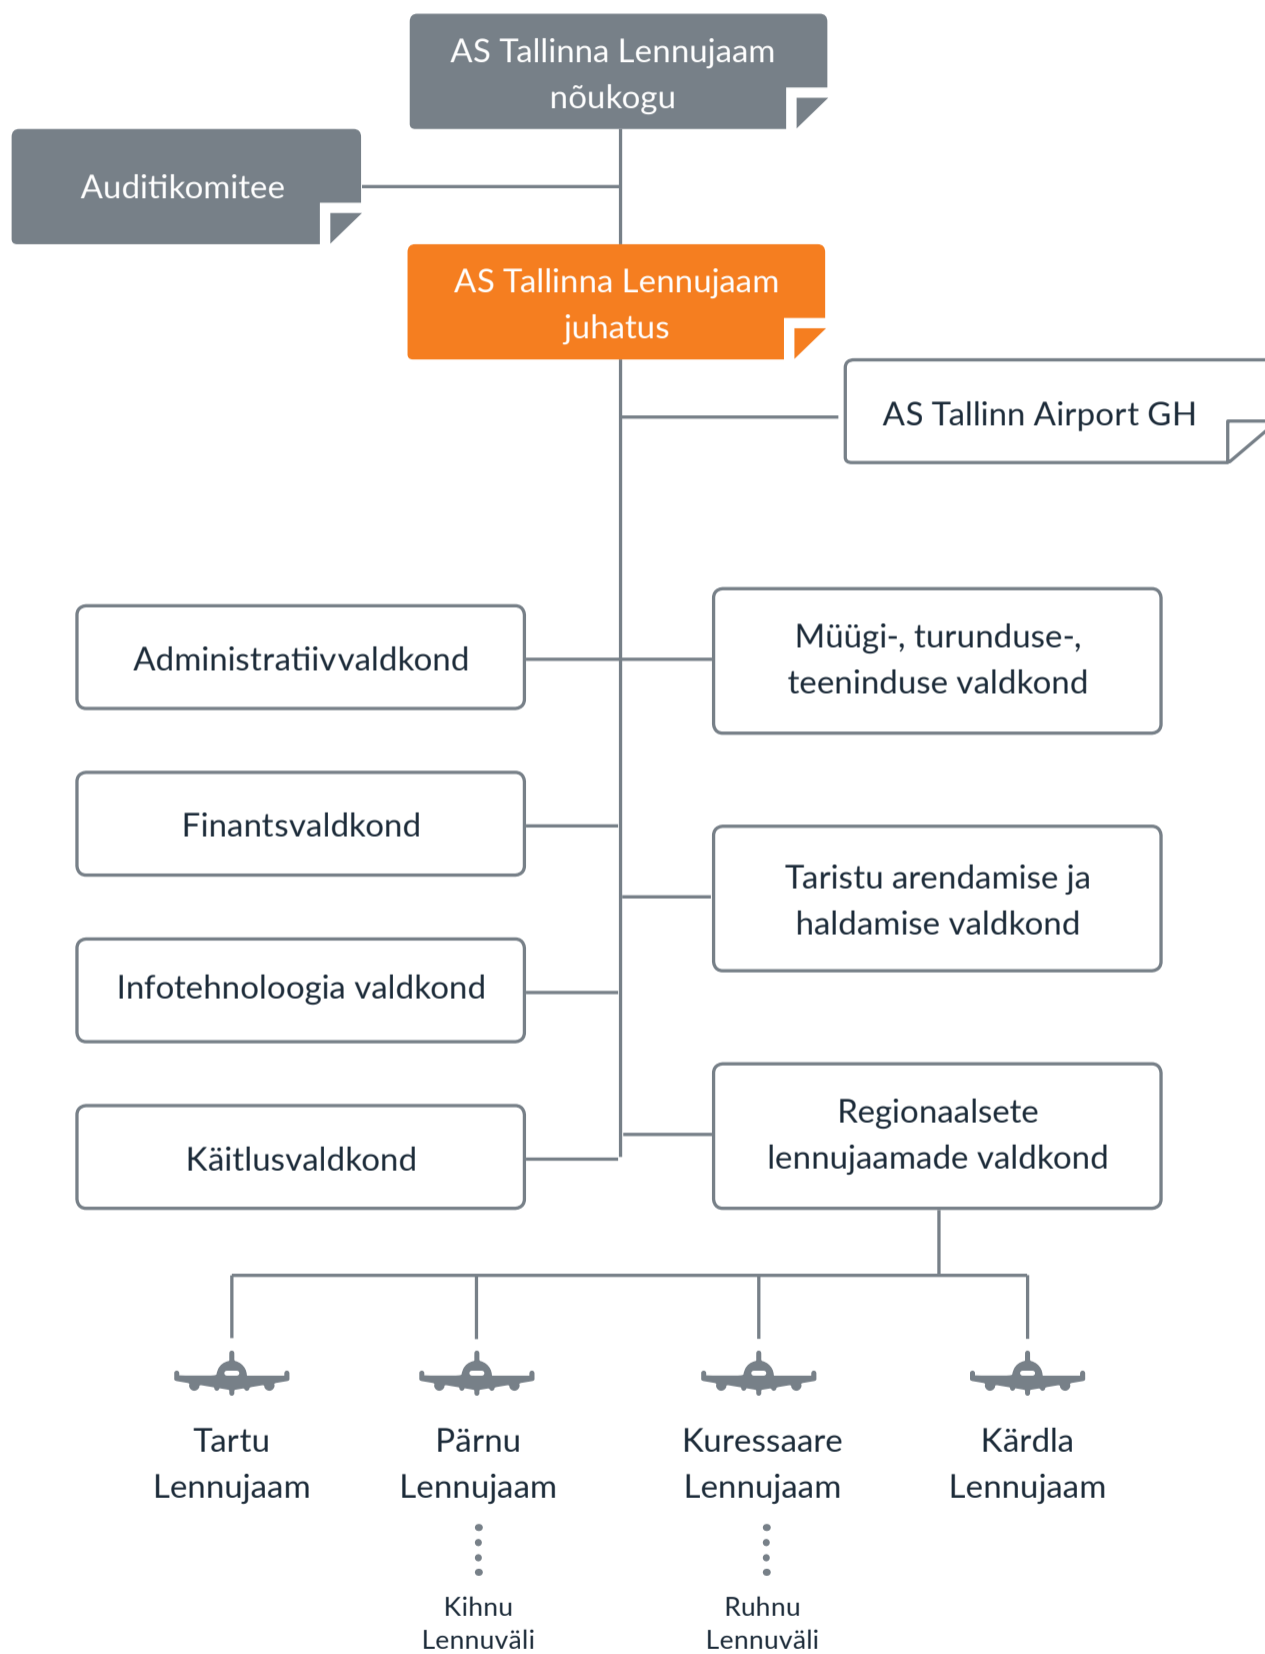 AS Tallinna Lennujaam
nõukogu
Auditikomitee
AS Tallinna Lennujaam
juhatus
AS Tallinn Airport GH
Administratiivvaldkond
Müügi-, turunduse-,
teeninduse valdkond
Finantsvaldkond
Taristu arendamise ja
haldamise valdkond
Infotehnoloogia valdkond
Regionaalsete
lennujaamade valdkond
Käitlusvaldkond
Tartu
Lennujaam
Pärnu
Lennujaam
Kuressaare
Lennujaam
Kärdla
Lennujaam
Kihnu
Lennuväli
Ruhnu
Lennuväli